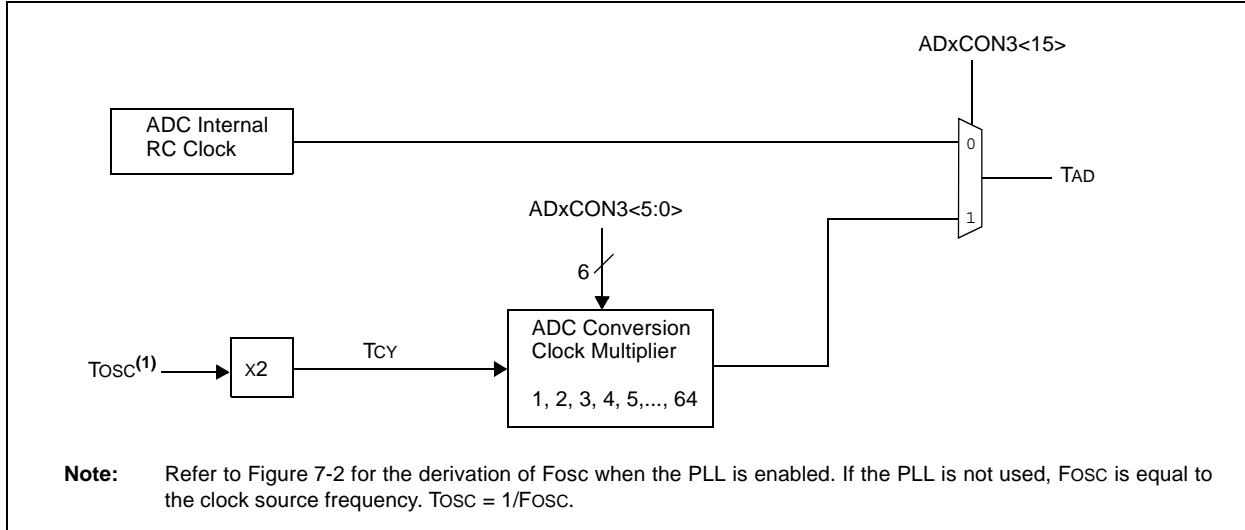 ADxCON3<15>
ADC Internal
RC Clock
0
TAD
ADxCON3<5:0>
1
6
ADC Conversion
Clock Multiplier
1, 2, 3, 4, 5,..., 64
TOSC(1)
X2
TCY
Note: Refer to Figure 7-2 for the derivation of Fosc when the PLL is enabled. If the PLL is not used, FOSC is equal to
the clock source frequency. TOSC = 1/FOSC.